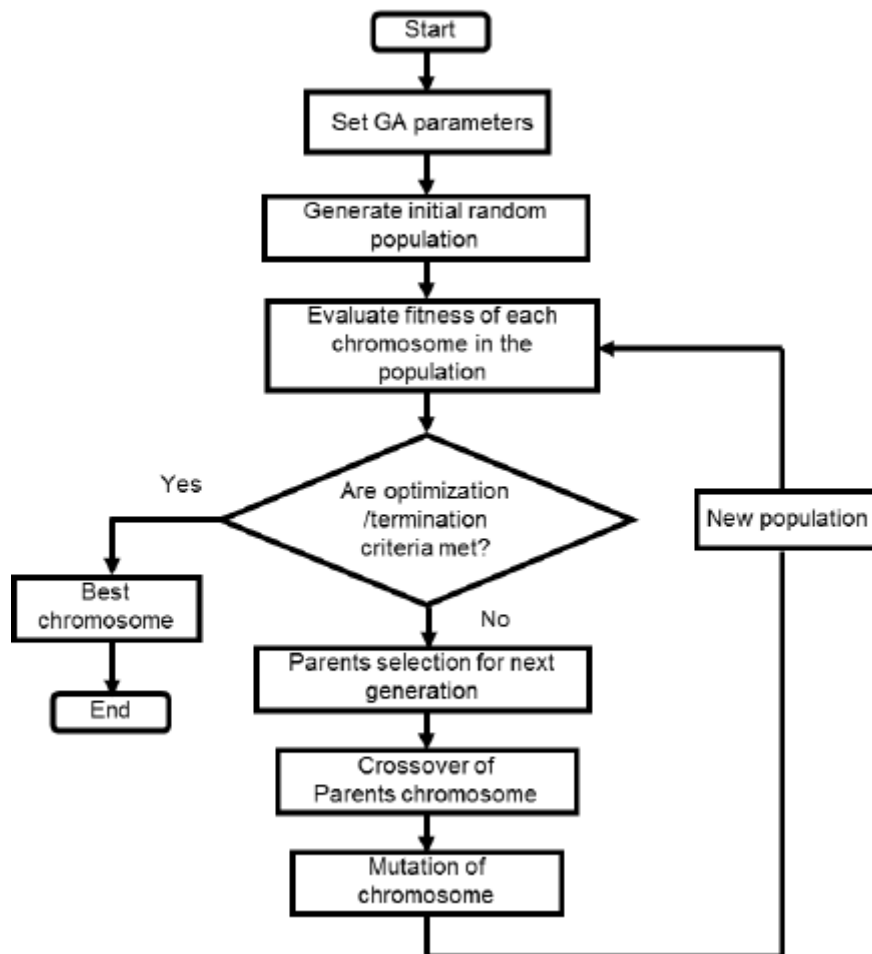 Start
Set GA parameters
Generate initial random
population
Evaluate fitness of each
chromosome in the
population
Yes
Are optimization
/termination
criteria met?
New population
Best
chromosome
No
Parents selection for next
generation
End
Crossover of
Parents chromosome
Mutation of
chromosome